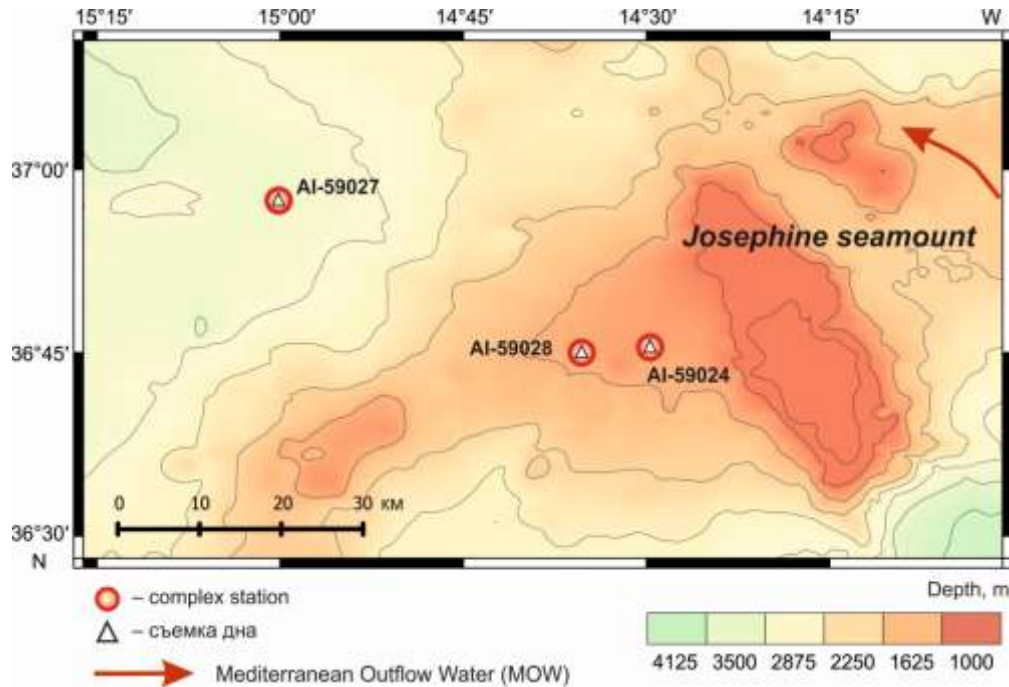 15°15′ 15°00′ 14°45′ 14°30′ 14°15′ W
37°00′
AI-59027
Josephine seamount
36°45′
AI-59028
AI-59024
0 10 20 30 км
36°30′
N
Depth, m
– complex station
– съемка дна
4125 3500 2875 2250 1625 1000
Mediterranean Outflow Water (MOW)